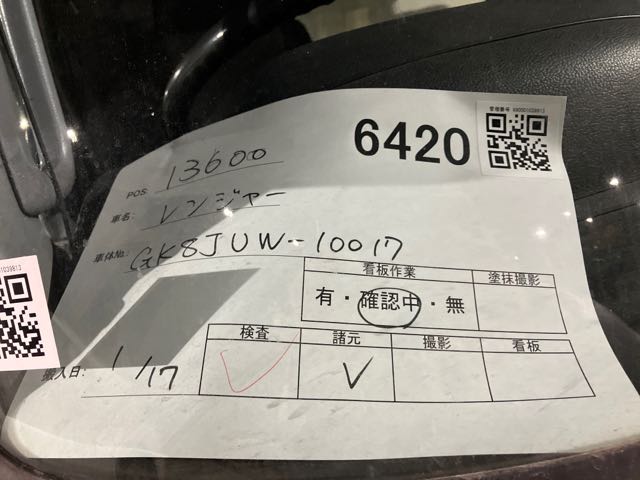 管理番号 6900001039813
6420
POS: 13600
車名: レンジャー
車体No: GK8JUW-10017
看板作業 塗抹撮影
有・確認中・無
検査 諸元 撮影 看板
搬入日: 1/17